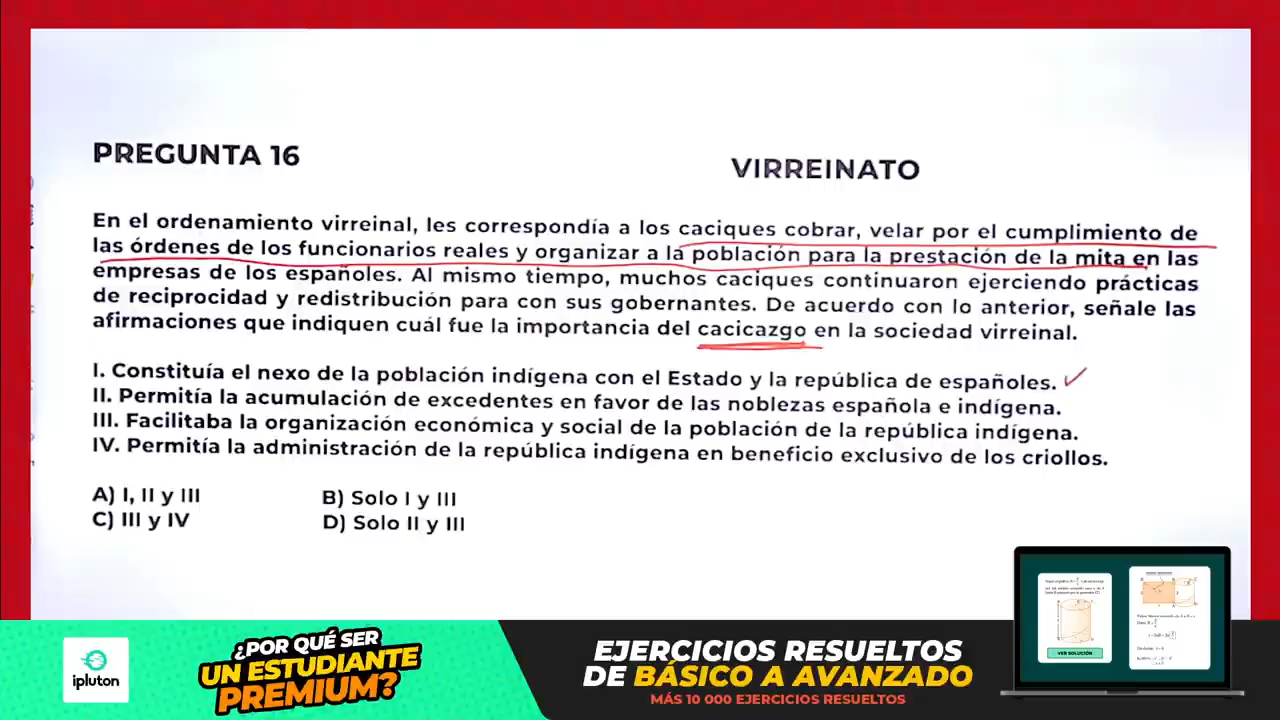 PREGUNTA 16
VIRREINATO
En el ordenamiento virreinal, les correspondía a los caciques cobrar, velar por el cumplimiento de
las órdenes de los funcionarios reales y organizar a la población para la prestación de la mita en las
empresas de los españoles. Al mismo tiempo, muchos caciques continuaron ejerciendo prácticas
de reciprocidad y redistribución para con sus gobernantes. De acuerdo con lo anterior, señale las
afirmaciones que indiquen cuál fue la importancia del cacicazgo en la sociedad virreinal.
I. Constituía el nexo de la población indígena con el Estado y la república de españoles.
II. Permitía la acumulación de excedentes en favor de las noblezas española e indígena.
III. Facilitaba la organización económica y social de la población de la república indígena.
IV. Permitía la administración de la república indígena en beneficio exclusivo de los criollos.
A) I, II y III
B) Solo I y III
C) III y IV
D) Solo II y III
ipluton
¿POR QUÉ SER
UN ESTUDIANTE
PREMIUM?
EJERCICIOS RESUELTOS
DE BÁSICO A AVANZADO
MÁS 10 000 EJERCICIOS RESUELTOS
VER SOLUCIÓN